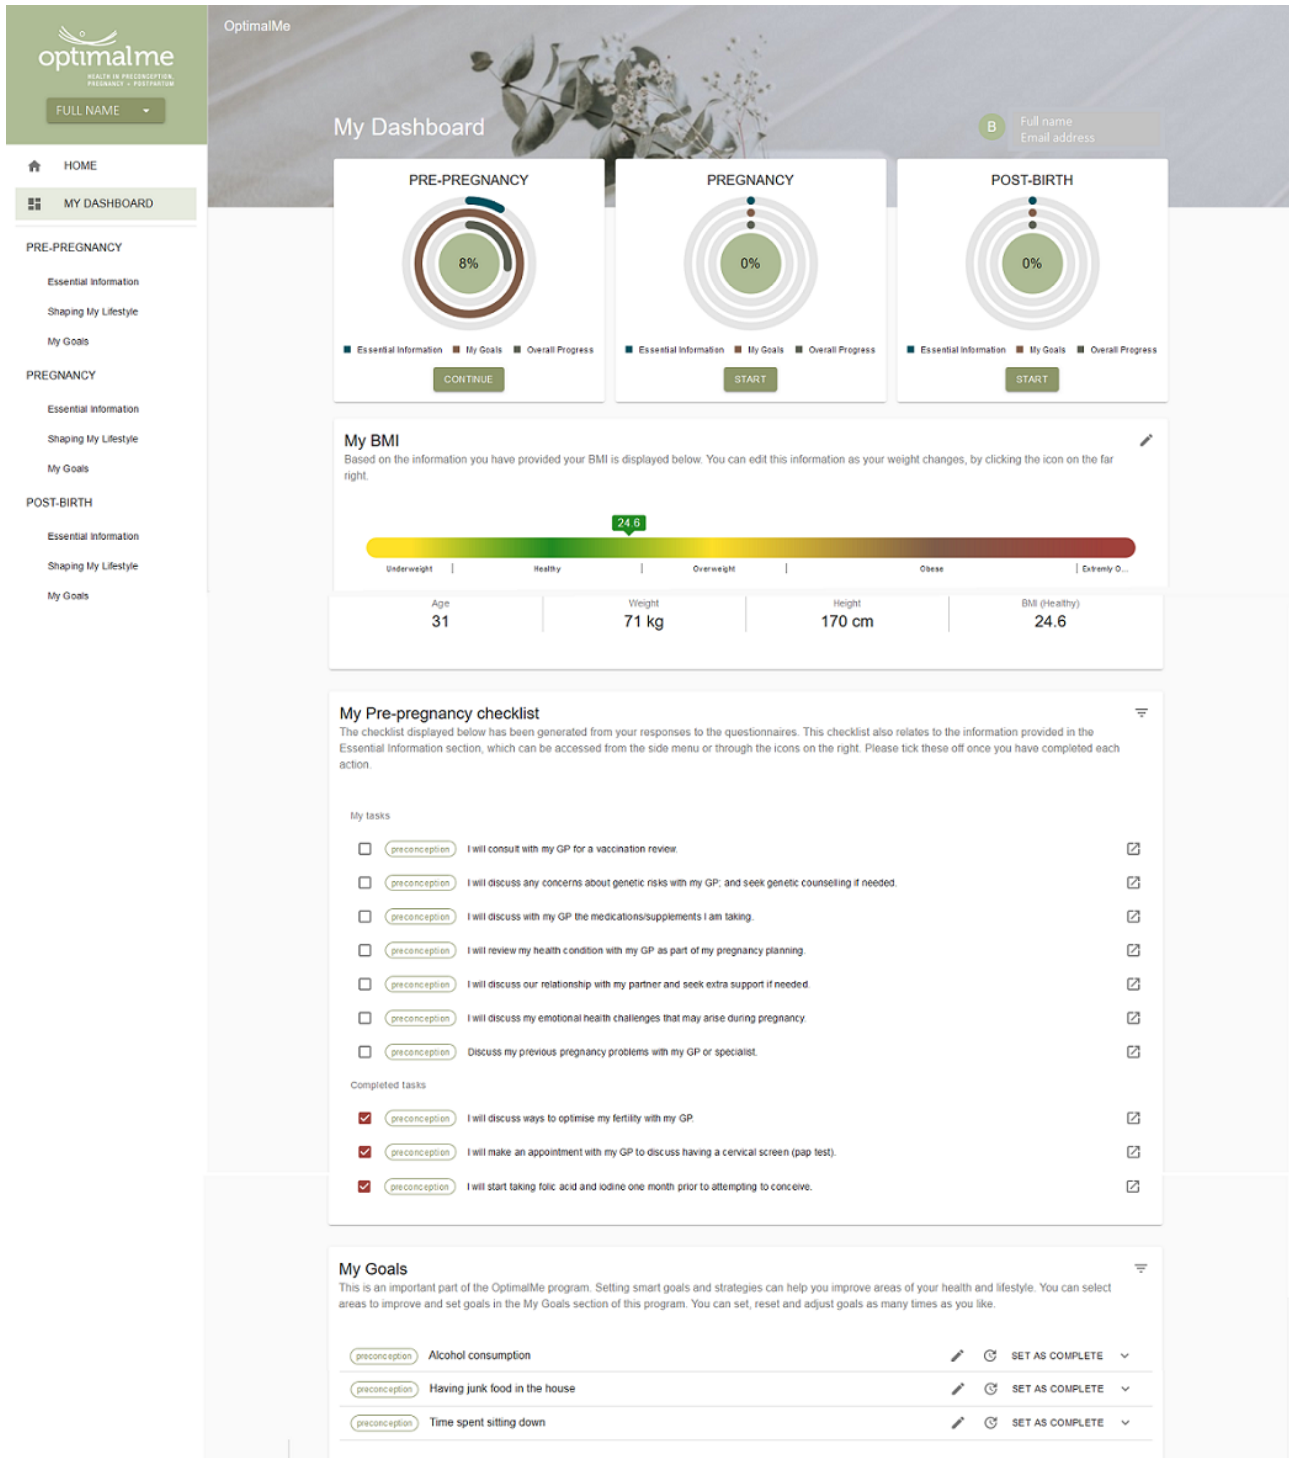 OptimalMe
optimalme
HEALTH IN PRECONCEPTION,
PREGNANCY + POSTPARTUM
FULL NAME
HOME
MY DASHBOARD
PRE-PREGNANCY
Essential Information
Shaping My Lifestyle
My Goals
PREGNANCY
Essential Information
Shaping My Lifestyle
My Goals
POST-BIRTH
Essential Information
Shaping My Lifestyle
My Goals
My Dashboard
B
Full name
Email address
PRE-PREGNANCY
8%
Essential Information My Goals Overall Progress
CONTINUE
PREGNANCY
0%
Essential Information My Goals Overall Progress
START
POST-BIRTH
0%
Essential Information My Goals Overall Progress
START
My BMI
Based on the information you have provided your BMI is displayed below. You can edit this information as your weight changes, by clicking the icon on the far
right.
24.6
Underweight Healthy Overweight Obese Extremly O...
Age Weight Height BMI (Healthy)
31 71 kg 170 cm 24.6
My Pre-pregnancy checklist
The checklist displayed below has been generated from your responses to the questionnaires. This checklist also relates to the information provided in the
Essential Information section, which can be accessed from the side menu or through the icons on the right. Please tick these off once you have completed each
action.
My tasks
preconception I will consult with my GP for a vaccination review.
preconception I will discuss any concerns about genetic risks with my GP; and seek genetic counselling if needed.
preconception I will discuss with my GP the medications/supplements I am taking.
preconception I will review my health condition with my GP as part of my pregnancy planning.
preconception I will discuss our relationship with my partner and seek extra support if needed.
preconception I will discuss my emotional health challenges that may arise during pregnancy.
preconception Discuss my previous pregnancy problems with my GP or specialist.
Completed tasks
preconception I will discuss ways to optimise my fertility with my GP.
preconception I will make an appointment with my GP to discuss having a cervical screen (pap test).
preconception I will start taking folic acid and iodine one month prior to attempting to conceive.
My Goals
This is an important part of the OptimalMe program. Setting smart goals and strategies can help you improve areas of your health and lifestyle. You can select
areas to improve and set goals in the My Goals section of this program. You can set, reset and adjust goals as many times as you like.
preconception Alcohol consumption SET AS COMPLETE
preconception Having junk food in the house SET AS COMPLETE
preconception Time spent sitting down SET AS COMPLETE